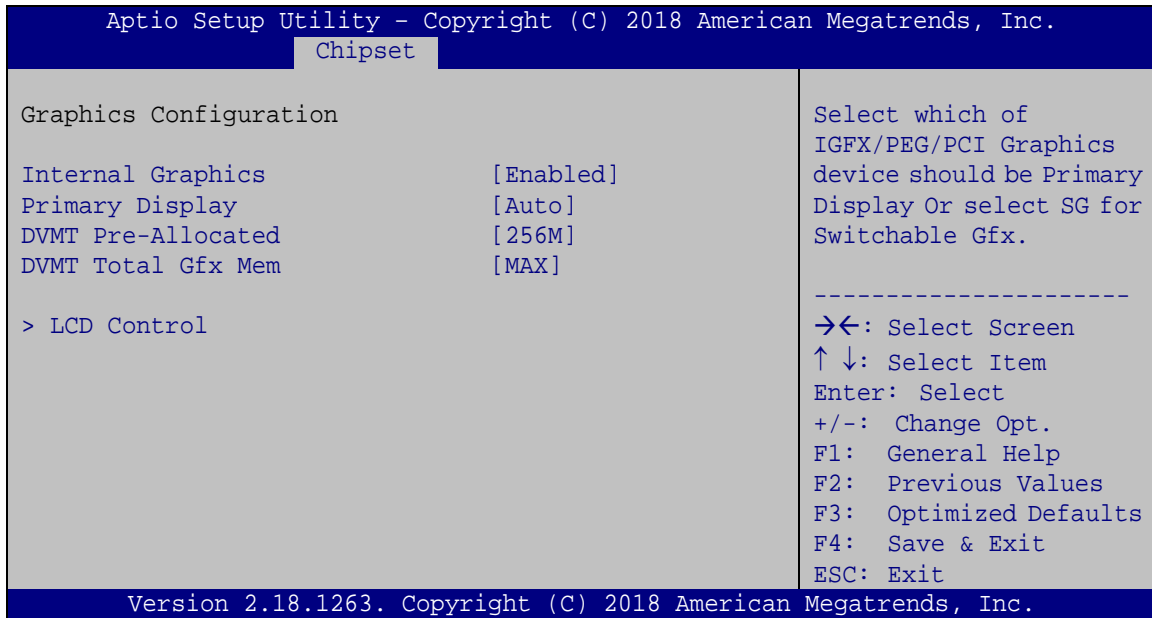 Aptio Setup Utility – Copyright (C) 2018 American Megatrends, Inc.
Chipset
Graphics Configuration
Internal Graphics [Enabled]
Primary Display [Auto]
DVMT Pre-Allocated [256M]
DVMT Total Gfx Mem [MAX]
> LCD Control
Select which of
IGFX/PEG/PCI Graphics
device should be Primary
Display Or select SG for
Switchable Gfx.
----------------------
→←: Select Screen
↑ ↓: Select Item
Enter: Select
+/-: Change Opt.
F1: General Help
F2: Previous Values
F3: Optimized Defaults
F4: Save & Exit
ESC: Exit
Version 2.18.1263. Copyright (C) 2018 American Megatrends, Inc.